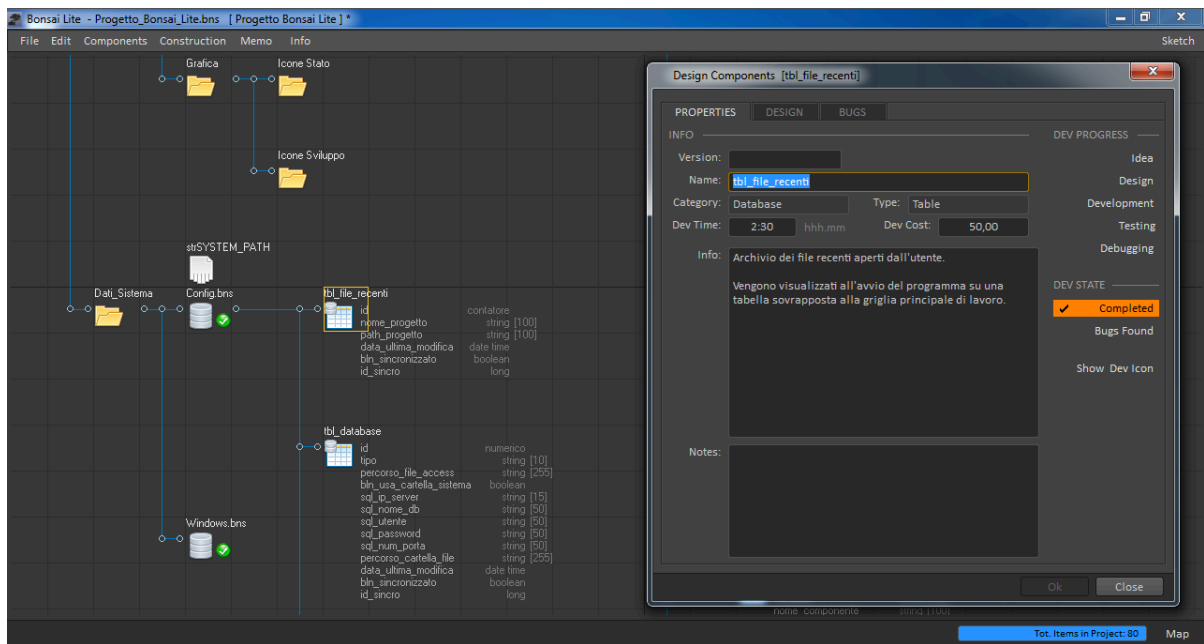 Bonsai Lite - Progetto_Bonsai_Lite.bns [ Progetto Bonsai Lite ] *
File Edit Components Construction Memo Info Sketch
Grafica
Icone Stato
Icone Sviluppo
strSYSTEM_PATH
Dati_Sistema
Config.bns
tbl_file_recenti
id contatore
nome_progetto string [100]
path_progetto string [100]
data_ultima_modifica date time
bln_sincronizzato boolean
id_sincro long
tbl_database
id numerico
tipo string [10]
percorso_file_access string [255]
bln_usa_cartella_sistema boolean
sql_ip_server string [15]
sql_nome_db string [50]
sql_utente string [50]
sql_password string [50]
sql_num_porta string [50]
percorso_cartella_file string [255]
data_ultima_modifica date time
bln_sincronizzato boolean
id_sincro long
Windows.bns
Design Components [tbl_file_recenti]
PROPERTIES DESIGN BUGS
INFO
Version:
Name: tbl_file_recenti
Category: Database Type: Table
Dev Time: 2:30 hhh.mm Dev Cost: 50,00
Info: Archivio dei file recenti aperti dall'utente.
Vengono visualizzati all'avvio del programma su una
tabella sovrapposta alla griglia principale di lavoro.
Notes:
DEV PROGRESS
Idea
Design
Development
Testing
Debugging
DEV STATE
✔ Completed
Bugs Found
Show Dev Icon
Ok Close
nome componente string [100]
Tot. Items in Project: 80 Map